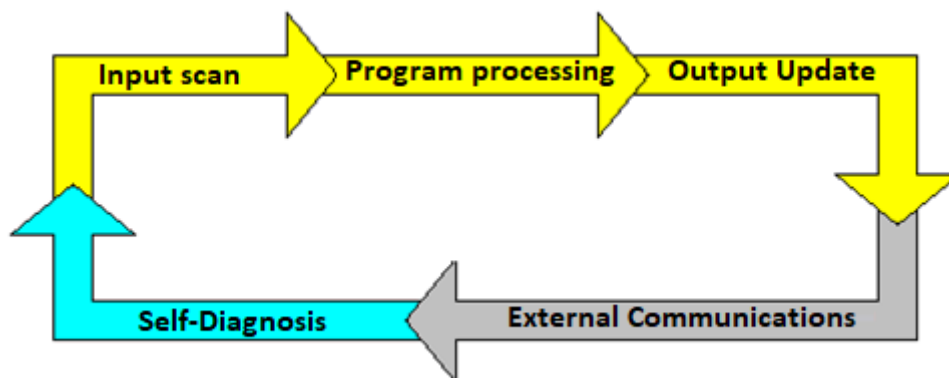 Input scan
Program processing
Output Update
Self-Diagnosis
External Communications